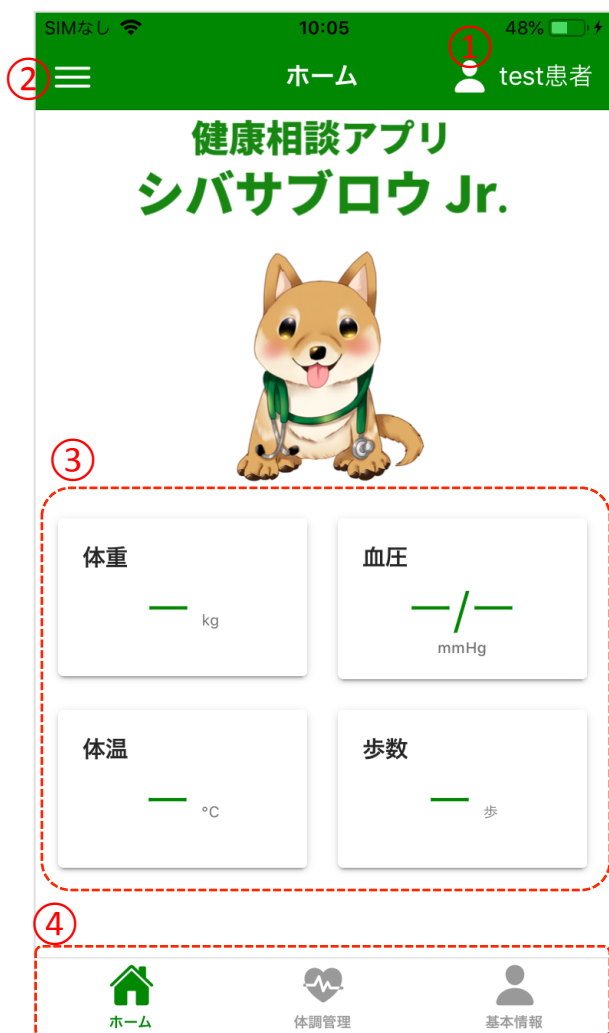 SIMなし 10:05 48%
①
② ホーム test患者
健康相談アプリ
シバサブロウ Jr.
③
体重 血圧
— kg —/—
mmHg
体温 歩数
— °C — 歩
④
ホーム 体調管理 基本情報